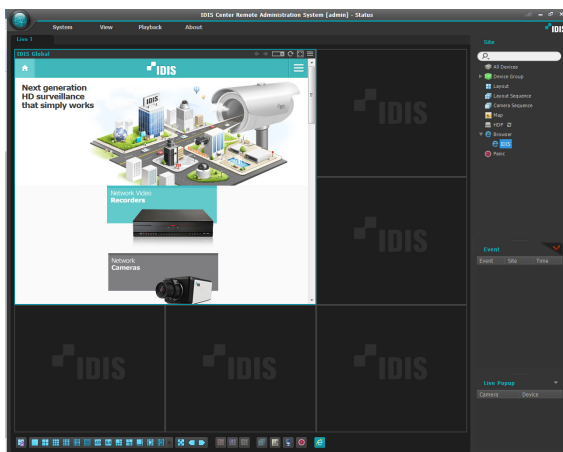 IDIS Center Remote Administration System [admin] - Status
System View Playback About
IDIS
Live 1
IDIS Global
IDIS
Next generation
HD surveillance
that simply works
IDIS
Network Video
Recorders
Network
Cameras
IDIS
IDIS
IDIS
IDIS
IDIS
Site
All Devices
Device Group
Layout
Layout Sequence
Camera Sequence
Map
HDP
Browser
IDIS
Panic
Event
Event Site Time
Live Popup
Camera Device